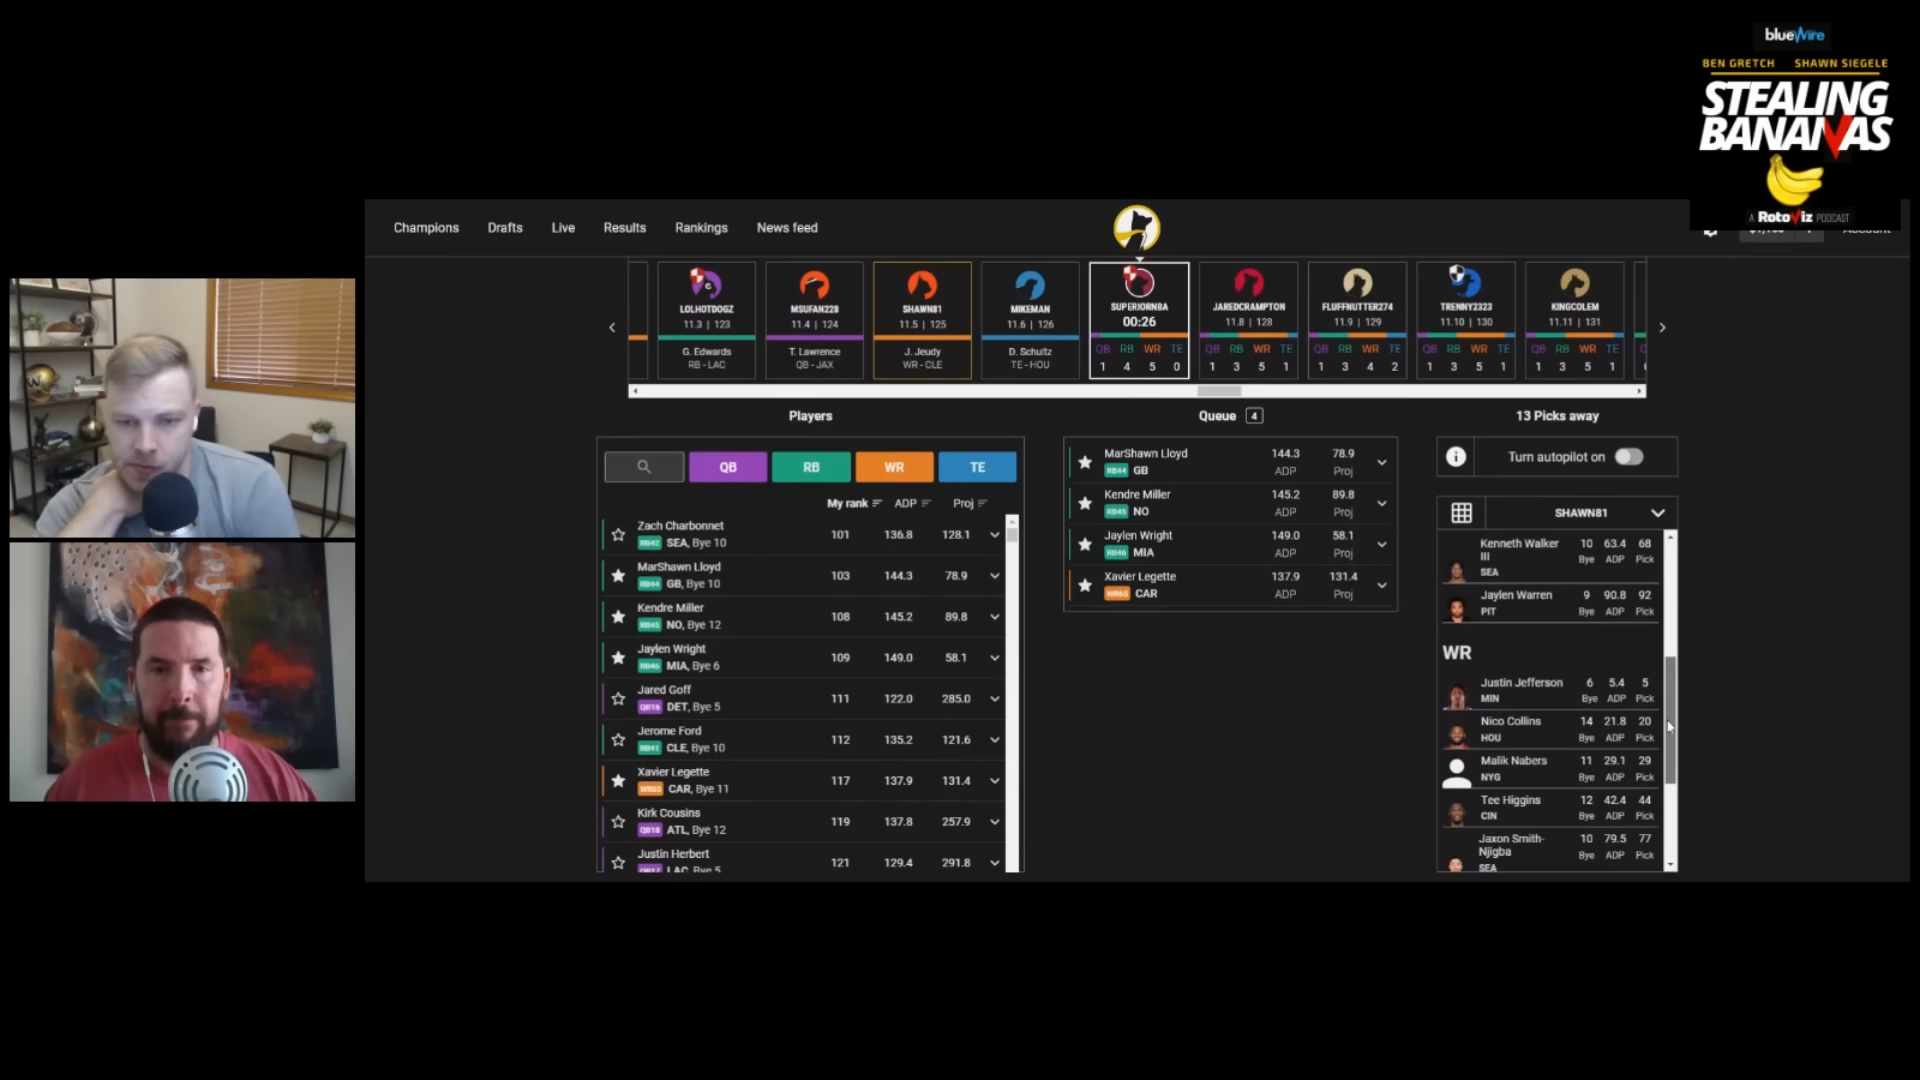 blueWire
BEN GRETCH SHAWN SIEGELE
STEALING
BANANAS
A RotoViz PODCAST
Champions Drafts Live Results Rankings News feed
LOLHOTDOGZ
11.3 | 123
G. Edwards
RB - LAC
MSUFAN228
11.4 | 124
T. Lawrence
QB - JAX
SHAWN81
11.5 | 125
J. Jeudy
WR - CLE
MIKEMAN
11.6 | 126
D. Schultz
TE - HOU
SUPERIORNBA
00:26
QB RB WR TE
1 4 5 0
JAREDCRAMPTON
11.8 | 128
QB RB WR TE
1 3 5 1
FLUFFNUTTER274
11.9 | 129
QB RB WR TE
1 3 4 2
TRENNY2323
11.10 | 130
QB RB WR TE
1 3 5 1
KINGCOLEM
11.11 | 131
QB RB WR TE
1 3 5 1
Players
QB RB WR TE
My rank ADP Proj
Zach Charbonnet
RB42 SEA, Bye 10 101 136.8 128.1
MarShawn Lloyd
RB44 GB, Bye 10 103 144.3 78.9
Kendre Miller
RB45 NO, Bye 12 108 145.2 89.8
Jaylen Wright
RB46 MIA, Bye 6 109 149.0 58.1
Jared Goff
QB16 DET, Bye 5 111 122.0 285.0
Jerome Ford
RB41 CLE, Bye 10 112 135.2 121.6
Xavier Legette
WR65 CAR, Bye 11 117 137.9 131.4
Kirk Cousins
QB18 ATL, Bye 12 119 137.8 257.9
Justin Herbert
QB17 LAC, Bye 5 121 129.4 291.8
Queue 4
MarShawn Lloyd 144.3 78.9
RB44 GB ADP Proj
Kendre Miller 145.2 89.8
RB45 NO ADP Proj
Jaylen Wright 149.0 58.1
RB46 MIA ADP Proj
Xavier Legette 137.9 131.4
WR65 CAR ADP Proj
13 Picks away
Turn autopilot on
SHAWN81
Kenneth Walker III 10 63.4 68
SEA Bye ADP Pick
Jaylen Warren 9 90.8 92
PIT Bye ADP Pick
WR
Justin Jefferson 6 5.4 5
MIN Bye ADP Pick
Nico Collins 14 21.8 20
HOU Bye ADP Pick
Malik Nabers 11 29.1 29
NYG Bye ADP Pick
Tee Higgins 12 42.4 44
CIN Bye ADP Pick
Jaxon Smith-Njigba 10 79.5 77
SEA Bye ADP Pick